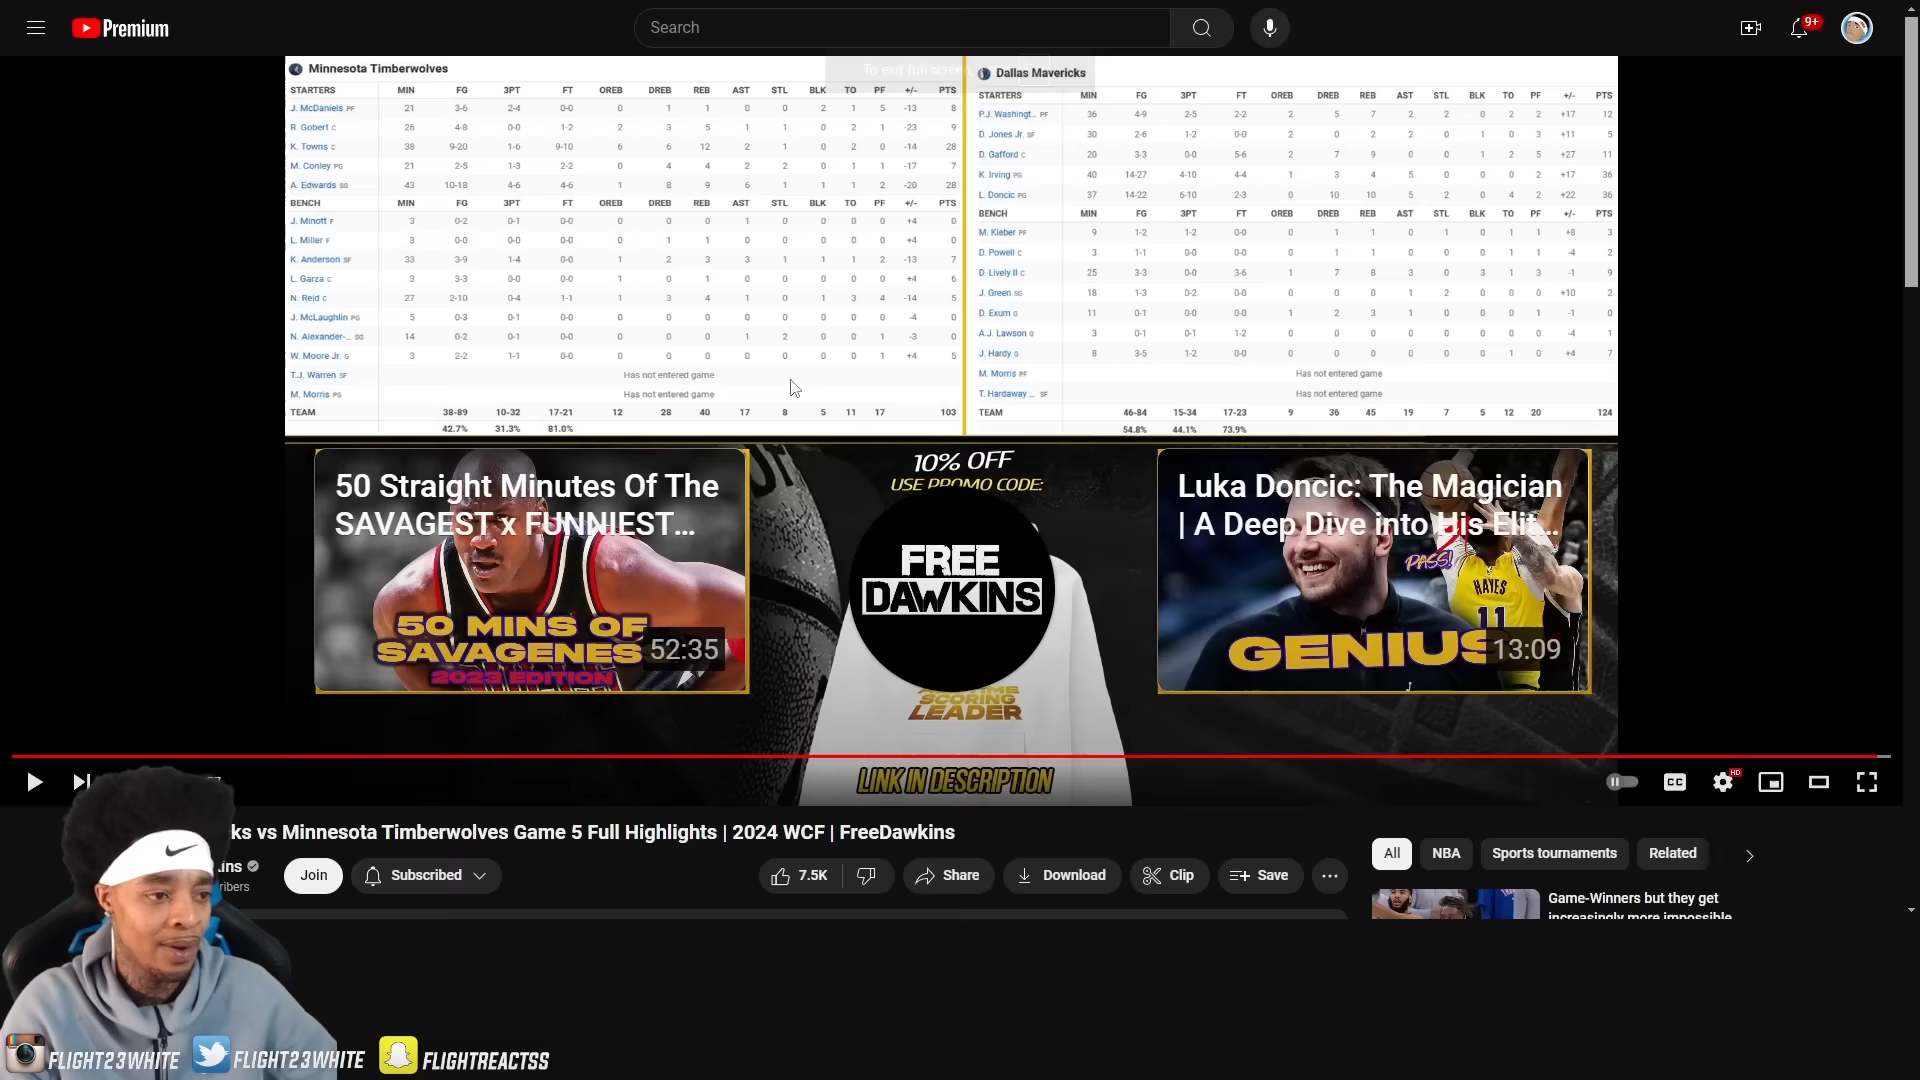 Premium
Search
9+
To exit full screen,
Minnesota Timberwolves
STARTERS MIN FG 3PT FT OREB DREB REB AST STL BLK TO PF +/- PTS
J. McDaniels PF 21 3-6 2-4 0-0 0 1 1 0 0 2 1 5 -13 8
R. Gobert C 26 4-8 0-0 1-2 2 3 5 1 1 0 2 1 -23 9
K. Towns C 38 9-20 1-6 9-10 6 6 12 2 1 0 2 0 -14 28
M. Conley PG 21 2-5 1-3 2-2 0 4 4 2 2 0 1 1 -17 7
A. Edwards SG 43 10-18 4-6 4-6 1 8 9 6 1 1 1 2 -20 28
BENCH MIN FG 3PT FT OREB DREB REB AST STL BLK TO PF +/- PTS
J. Minott F 3 0-2 0-1 0-0 0 0 0 1 0 0 0 0 +4 0
L. Miller F 3 0-0 0-0 0-0 0 1 1 0 0 0 0 0 +4 0
K. Anderson SF 33 3-9 1-4 0-0 1 2 3 3 1 1 1 2 -13 7
L. Garza C 3 3-3 0-0 0-0 1 0 1 0 0 0 0 0 +4 6
N. Reid C 27 2-10 0-4 1-1 1 3 4 1 0 1 3 4 -14 5
J. McLaughlin PG 5 0-3 0-1 0-0 0 0 0 0 0 0 0 0 -4 0
N. Alexander-... SG 14 0-2 0-1 0-0 0 0 0 1 2 0 0 1 -3 0
W. Moore Jr. G 3 2-2 1-1 0-0 0 0 0 0 0 0 0 1 +4 5
T.J. Warren SF Has not entered game
M. Morris PG Has not entered game
TEAM 38-89 10-32 17-21 12 28 40 17 8 5 11 17 103
42.7% 31.3% 81.0%
Dallas Mavericks
STARTERS MIN FG 3PT FT OREB DREB REB AST STL BLK TO PF +/- PTS
P.J. Washingt... PF 36 4-9 2-5 2-2 2 5 7 2 2 0 2 2 +17 12
D. Jones Jr. SF 30 2-6 1-2 0-0 2 0 2 2 0 1 0 3 +11 5
D. Gafford C 20 3-3 0-0 5-6 2 7 9 0 0 1 2 5 +27 11
K. Irving PG 40 14-27 4-10 4-4 1 3 4 5 0 0 0 2 +17 36
L. Doncic PG 37 14-22 6-10 2-3 0 10 10 5 2 0 4 2 +22 36
BENCH MIN FG 3PT FT OREB DREB REB AST STL BLK TO PF +/- PTS
M. Kleber PF 9 1-2 1-2 0-0 0 1 1 0 1 0 1 1 +8 3
D. Powell C 3 1-1 0-0 0-0 0 1 1 0 0 0 1 1 -4 2
D. Lively II C 25 3-3 0-0 3-6 1 7 8 3 0 3 1 3 -1 9
J. Green SG 18 1-3 0-2 0-0 0 0 0 1 2 0 0 0 +10 2
D. Exum G 11 0-1 0-0 0-0 1 2 3 1 0 0 0 1 -1 0
A.J. Lawson G 3 0-1 0-1 1-2 0 0 0 0 0 0 0 0 -4 1
J. Hardy G 8 3-5 1-2 0-0 0 0 0 0 0 0 1 0 +4 7
M. Morris PF Has not entered game
T. Hardaway ... SF Has not entered game
TEAM 46-84 15-34 17-23 9 36 45 19 7 5 12 20 124
54.8% 44.1% 73.9%
50 Straight Minutes Of The
SAVAGEST x FUNNIEST...
50 MINS OF
SAVAGENES
2023 EDITION
52:35
10% OFF
USE PROMO CODE:
FREE
DAWKINS
SCORING
LEADER
LINK IN DESCRIPTION
Luka Doncic: The Magician
| A Deep Dive into His Elit...
PASS!
HAYES
11
GENIUS
13:09
CC
HD
ks vs Minnesota Timberwolves Game 5 Full Highlights | 2024 WCF | FreeDawkins
ins
ribers
Join
Subscribed
7.5K
Share
Download
Clip
Save
All
NBA
Sports tournaments
Related
Game-Winners but they get
increasingly more impossible
FLIGHT23WHITE
FLIGHT23WHITE
FLIGHTREACTSS